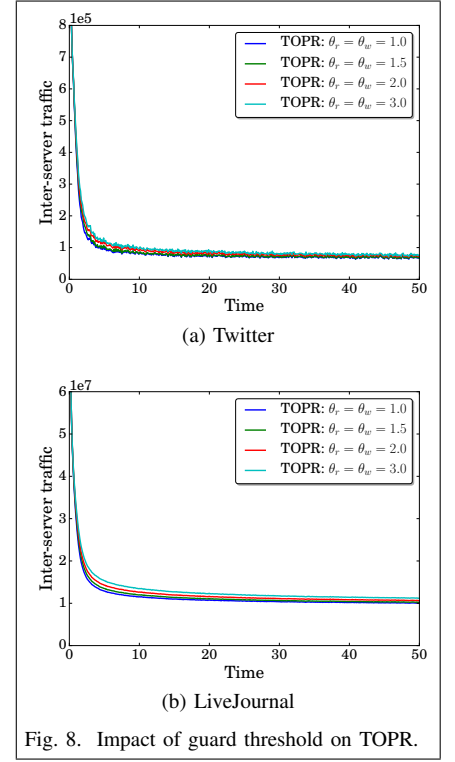 8 1e5
TOPR: θr = θw = 1.0
TOPR: θr = θw = 1.5
TOPR: θr = θw = 2.0
TOPR: θr = θw = 3.0
7
6
5
4
3
2
1
0
Inter-server traffic
0 10 20 30 40 50
Time
(a) Twitter
6 1e7
TOPR: θr = θw = 1.0
TOPR: θr = θw = 1.5
TOPR: θr = θw = 2.0
TOPR: θr = θw = 3.0
5
4
3
2
1
0
Inter-server traffic
0 10 20 30 40 50
Time
(b) LiveJournal
Fig. 8. Impact of guard threshold on TOPR.